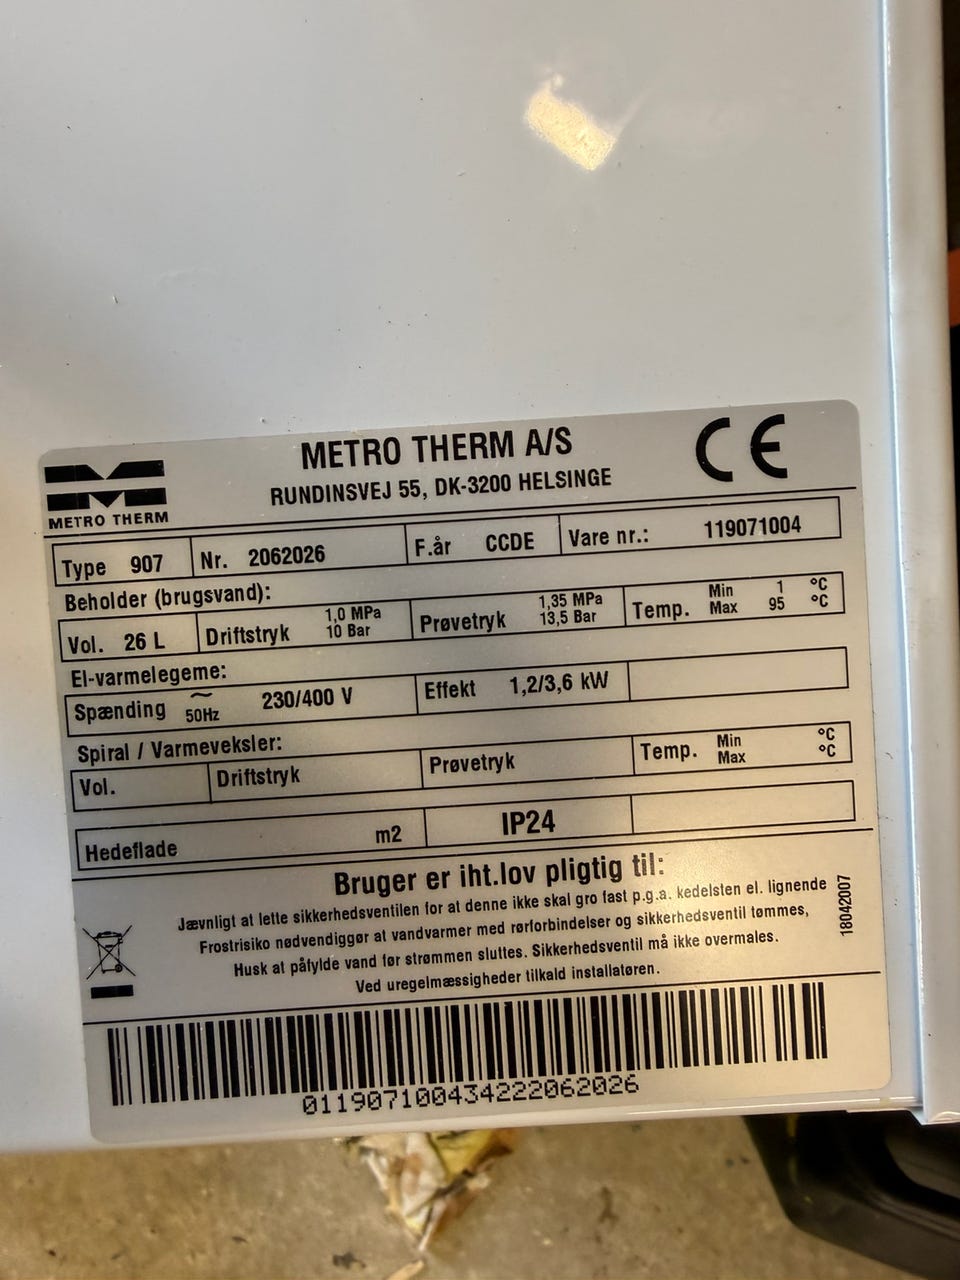 METRO THERM A/S
RUNDINSVEJ 55, DK-3200 HELSINGE
CE
METRO THERM
Type 907 Nr. 2062026 F.år CCDE Vare nr.: 119071004
Beholder (brugsvand):
Vol. 26 L Driftstryk 1,0 MPa 10 Bar Prøvetryk 1,35 MPa 13,5 Bar Temp. Min 1 °C Max 95 °C
El-varmelegeme:
Spænding ~ 50Hz 230/400 V Effekt 1,2/3,6 kW
Spiral / Varmeveksler:
Vol. Driftstryk Prøvetryk Temp. Min °C Max °C
Hedeflade m2 IP24
Bruger er iht.lov pligtig til:
Jævnligt at lette sikkerhedsventilen for at denne ikke skal gro fast p.g.a. kedelsten el. lignende
Frostrisiko nødvendiggør at vandvarmer med rørforbindelser og sikkerhedsventil tømmes,
Husk at påfylde vand før strømmen sluttes. Sikkerhedsventil må ikke overmales.
Ved uregelmæssigheder tilkald installatøren.
18042007
01190710043422​2062026